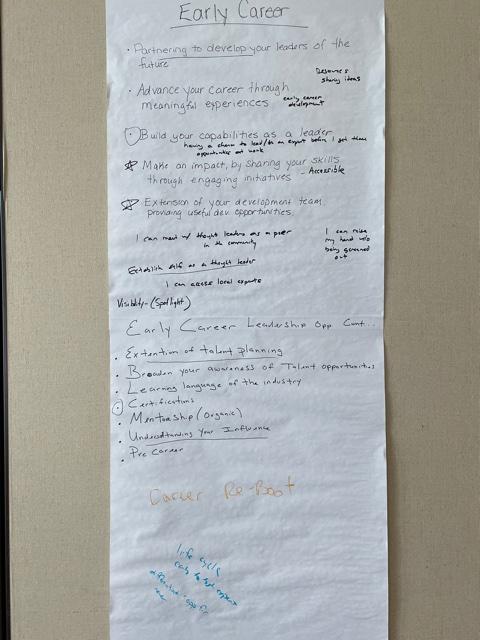 Early Career
· Partnering to develop your leaders of the
future
sharing ideas
· Advance your career through
meaningful experiences
early career
development
· Build your capabilities as a leader
having a chance to lead/be an expert before I get those
opportunities at work
Make an impact, by sharing your skills
through engaging initiatives - Accessible
Extension of your development team,
providing useful dev. opportunities.
I can meet w/ thought leaders as a peer
in the community
I can raise
my hand w/o
being screened
out
Establish self as a thought leader
I can access local experts
Visibility - (Spotlight)
Early Career Leadership Opp Cont...
· Extention of talent planning
· Broaden your awareness of Talent opportunities
· Learning language of the industry
· Certifications
· Mentorship (Organic)
· Understanding Your Influence
· Pre Career
Career Re-Boot
life cycle